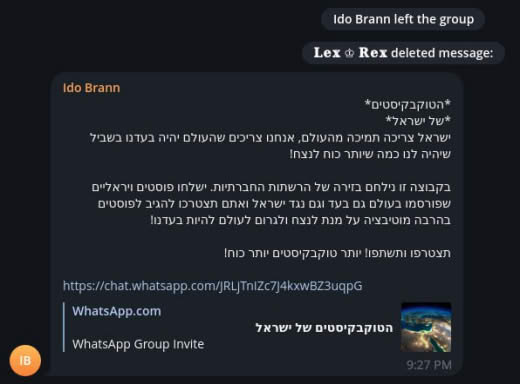 Ido Brann left the group
Lex ♔ Rex deleted message:
Ido Brann
*הטוקבקיסטים*
*של ישראל*
ישראל צריכה תמיכה מהעולם, אנחנו צריכים שהעולם יהיה בעדנו בשביל
שיהיה לנו כמה שיותר כוח לנצח!
בקבוצה זו נילחם בזירה של הרשתות החברתיות. ישלחו פוסטים ויראליים
שפורסמו בעולם גם בעד וגם נגד ישראל ואתם תצטרכו להגיב לפוסטים
בהרבה מוטיבציה על מנת לנצח ולגרום לעולם להיות בעדנו!
תצטרפו ותשתפו! יותר טוקבקיסטים יותר כוח!
https://chat.whatsapp.com/JRLjTnIZc7J4kxwBZ3uqpG
WhatsApp.com
הטוקבקיסטים של ישראל
WhatsApp Group Invite
9:27 PM
IB